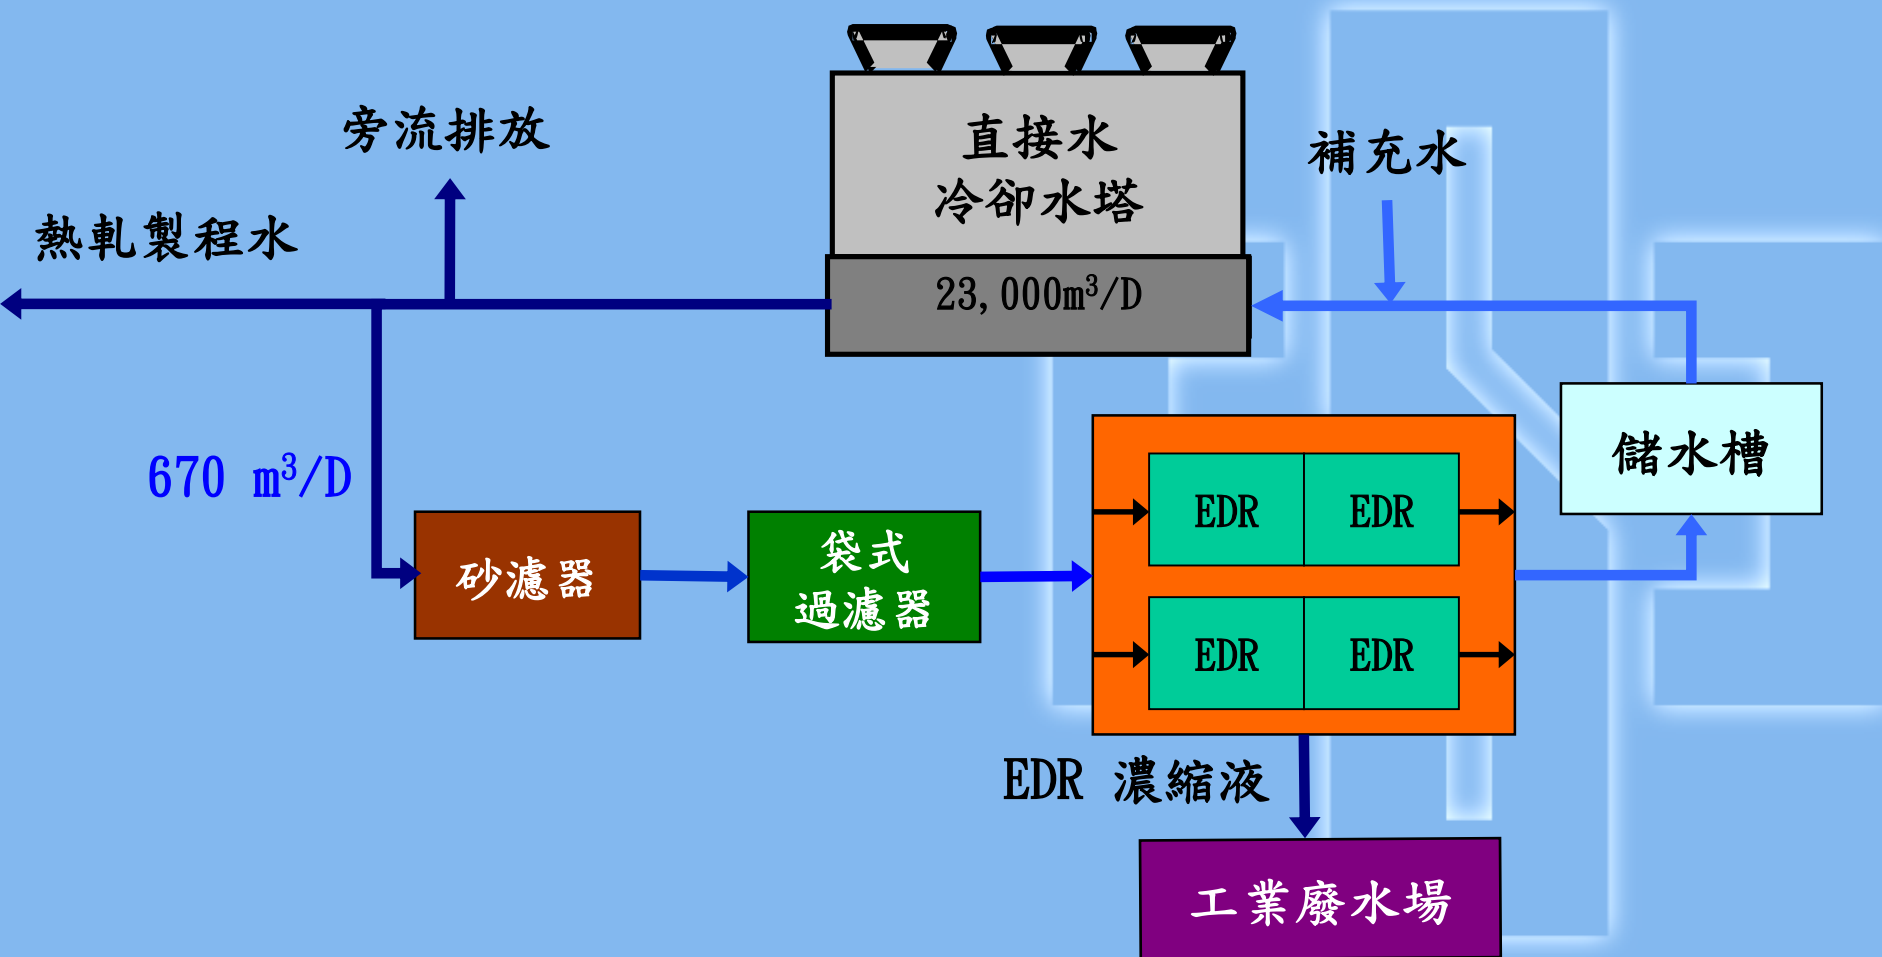 旁流排放
直接水
冷卻水塔
補充水
熱軋製程水
23,000m³/D
儲水槽
670 m³/D
砂濾器
袋式
過濾器
EDR EDR
EDR EDR
EDR 濃縮液
工業廢水場